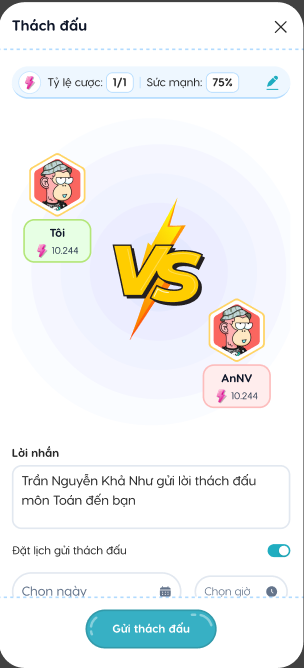 Thách đấu
Tỷ lệ cược: 1/1 Sức mạnh: 75%
Tôi
10.244
VS
AnNV
10.244
Lời nhắn
Trần Nguyễn Khả Như gửi lời thách đấu
môn Toán đến bạn
Đặt lịch gửi thách đấu
Chọn ngày Chọn giờ
Gửi thách đấu